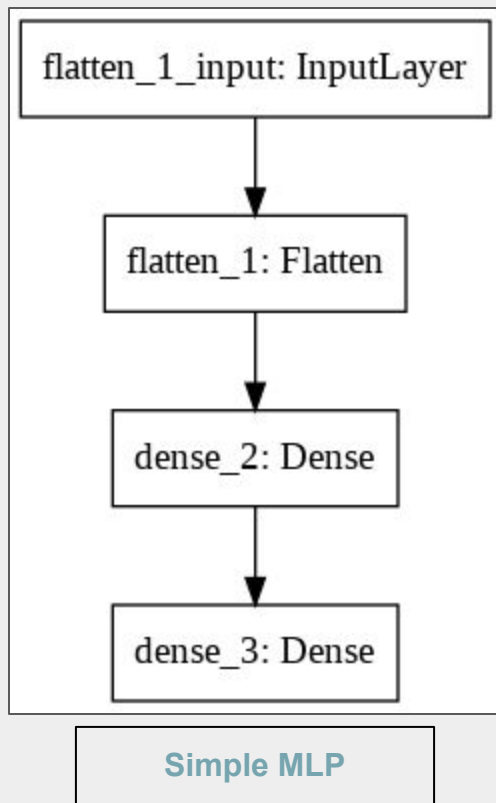 flatten_1_input: InputLayer
flatten_1: Flatten
dense_2: Dense
dense_3: Dense
Simple MLP